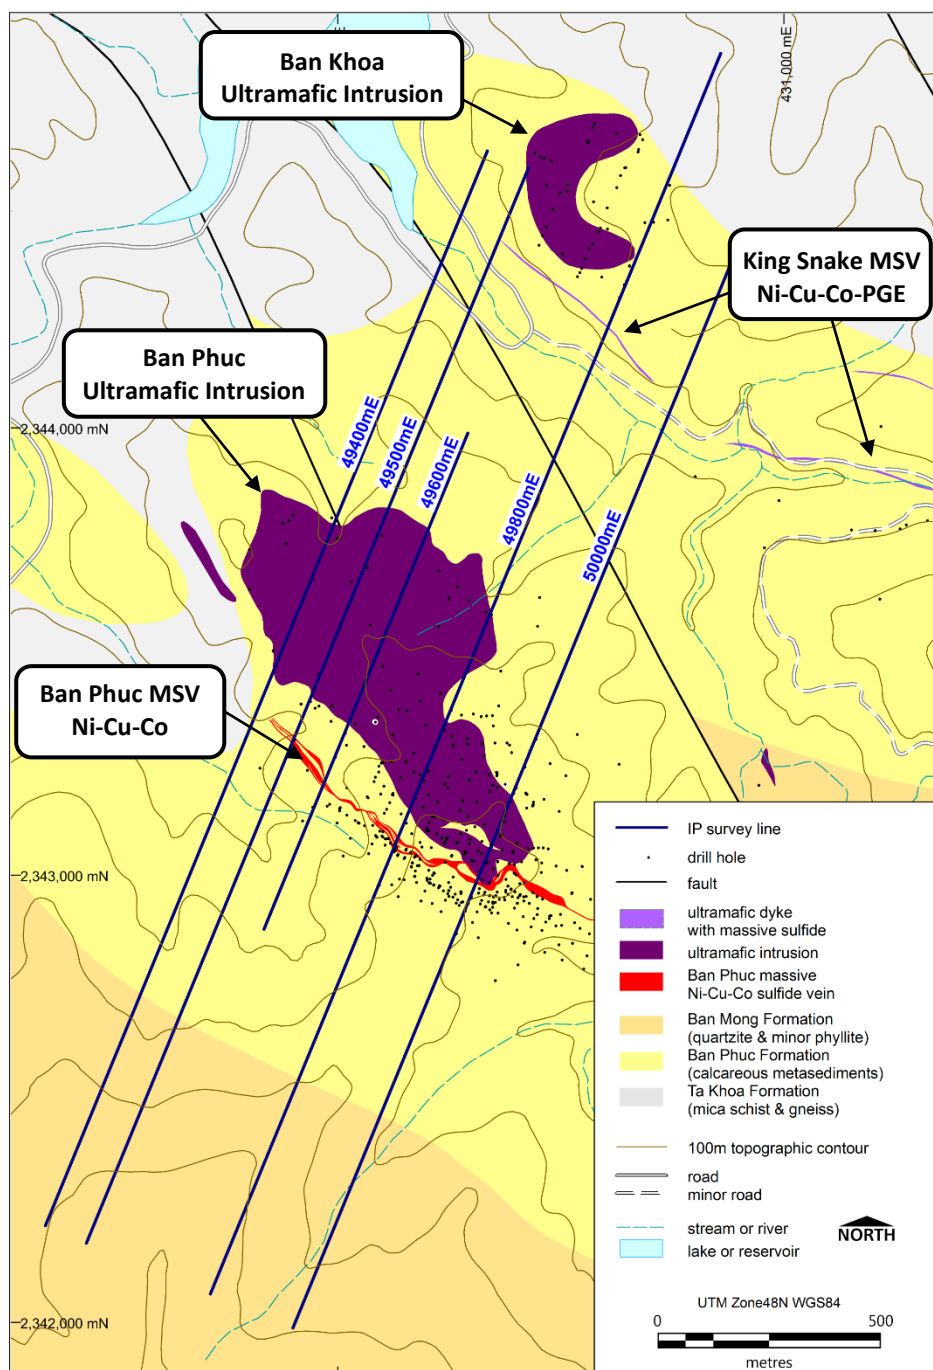 Ban Khoa
Ultramafic Intrusion
431,000 mE
King Snake MSV
Ni-Cu-Co-PGE
Ban Phuc
Ultramafic Intrusion
2,344,000 mN
49400mE
49500mE
49600mE
49800mE
50000mE
Ban Phuc MSV
Ni-Cu-Co
2,343,000 mN
2,342,000 mN
IP survey line
drill hole
fault
ultramafic dyke
with massive sulfide
ultramafic intrusion
Ban Phuc massive
Ni-Cu-Co sulfide vein
Ban Mong Formation
(quartzite & minor phyllite)
Ban Phuc Formation
(calcareous metasediments)
Ta Khoa Formation
(mica schist & gneiss)
100m topographic contour
road
minor road
stream or river
lake or reservoir
NORTH
UTM Zone48N WGS84
0 500
metres